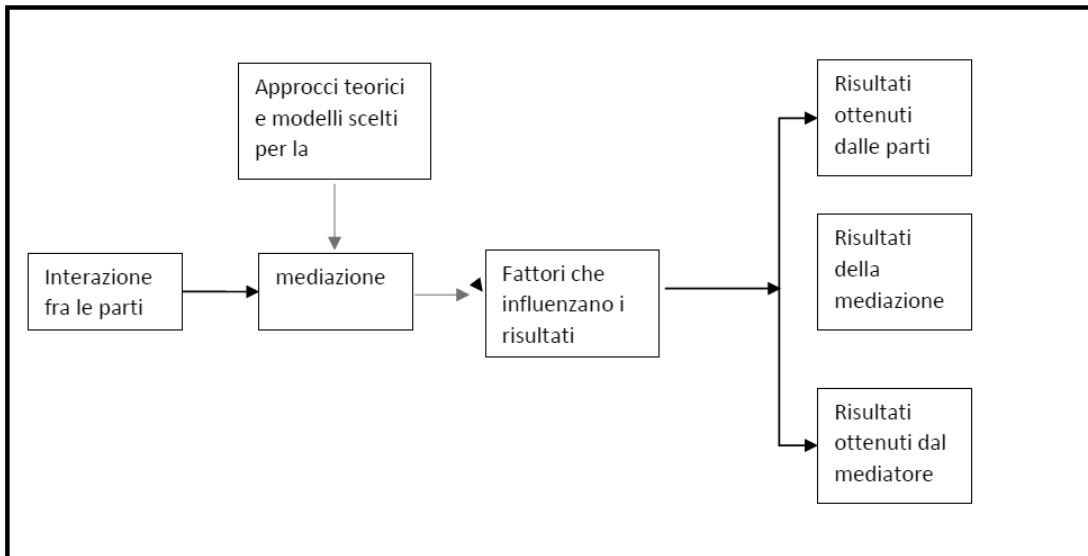 Approcci teorici
e modelli scelti
per la
Interazione
fra le parti
mediazione
Fattori che
influenzano i
risultati
Risultati
ottenuti
dalle parti
Risultati
della
mediazione
Risultati
ottenuti dal
mediatore